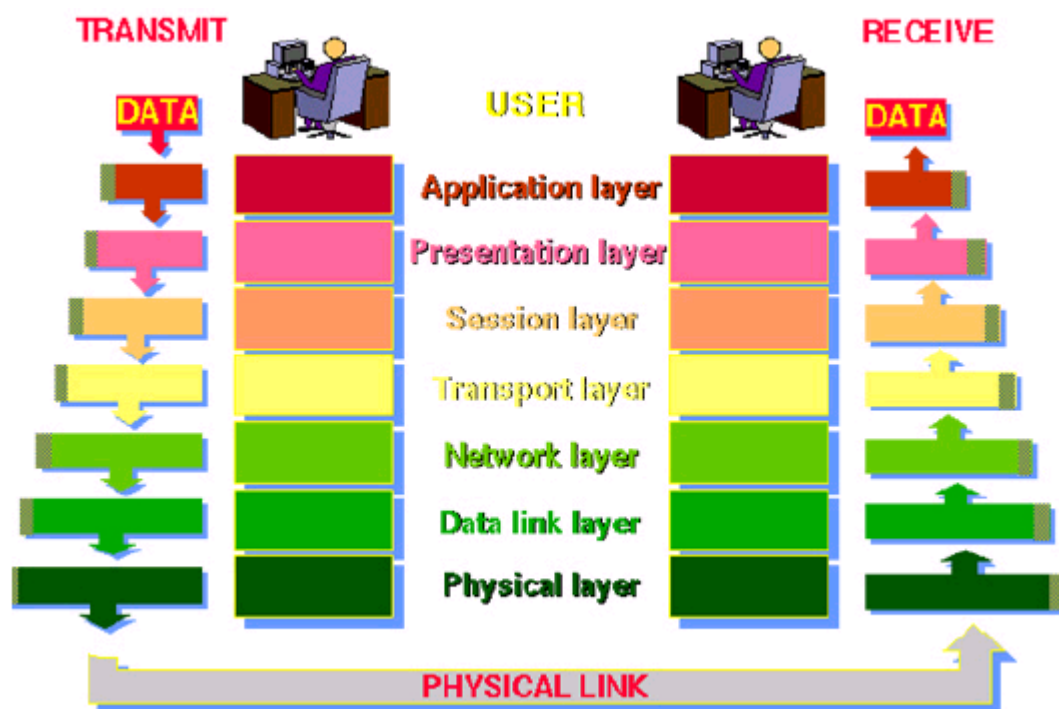 TRANSMIT
RECEIVE
USER
DATA
DATA
Application layer
Presentation layer
Session layer
Transport layer
Network layer
Data link layer
Physical layer
PHYSICAL LINK